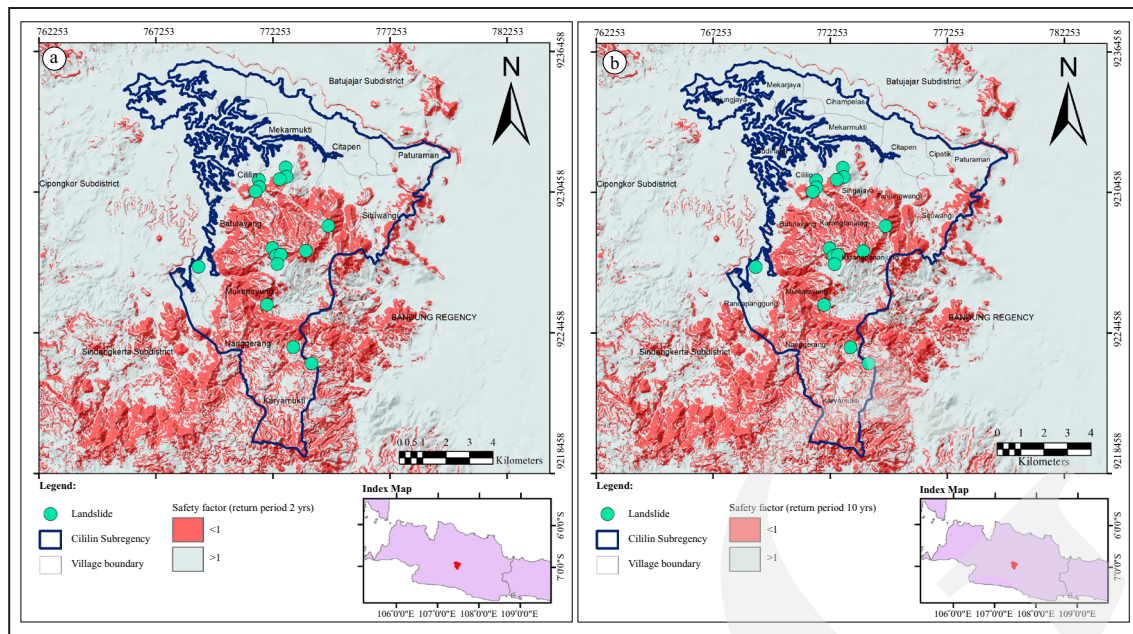 762253
767253
772253
777253
782253
a
N
Batujajar Subdistrict
Mekarmukti
Citapen
Paturaman
Cililin
Cipongkor Subdistrict
Batulayang
Situwangi
Mukapayung
BANDUNG REGENCY
Nanggerang
Sindangkerta Subdistrict
Karyamukti
0 0.5 1 2 3 4
Kilometers
9236458
9230458
9224458
9218458
Legend:
Landslide
Cililin Subregency
Village boundary
Safety factor (return period 2 yrs)
<1
>1
Index Map
6°0'0"S
7°0'0"S
106°0'0"E 107°0'0"E 108°0'0"E 109°0'0"E
762253
767253
772253
777253
782253
b
N
Batujajar Subdistrict
Mekarjaya
Cihampelas
Mekarmukti
Citapen
Cipatik
Paturaman
Cililin
Cipongkor Subdistrict
Singajaya
Tanjungwangi
Batulayang
Karangtanjung
Situwangi
Mukapayung
Rancapanggung
BANDUNG REGENCY
Nanggerang
Sindangkerta Subdistrict
Karyamukti
0 1 2 3 4
Kilometers
9236458
9230458
9224458
9218458
Legend:
Landslide
Cililin Subregency
Village boundary
Safety factor (return period 10 yrs)
<1
>1
Index Map
6°0'0"S
7°0'0"S
106°0'0"E 107°0'0"E 108°0'0"E 109°0'0"E